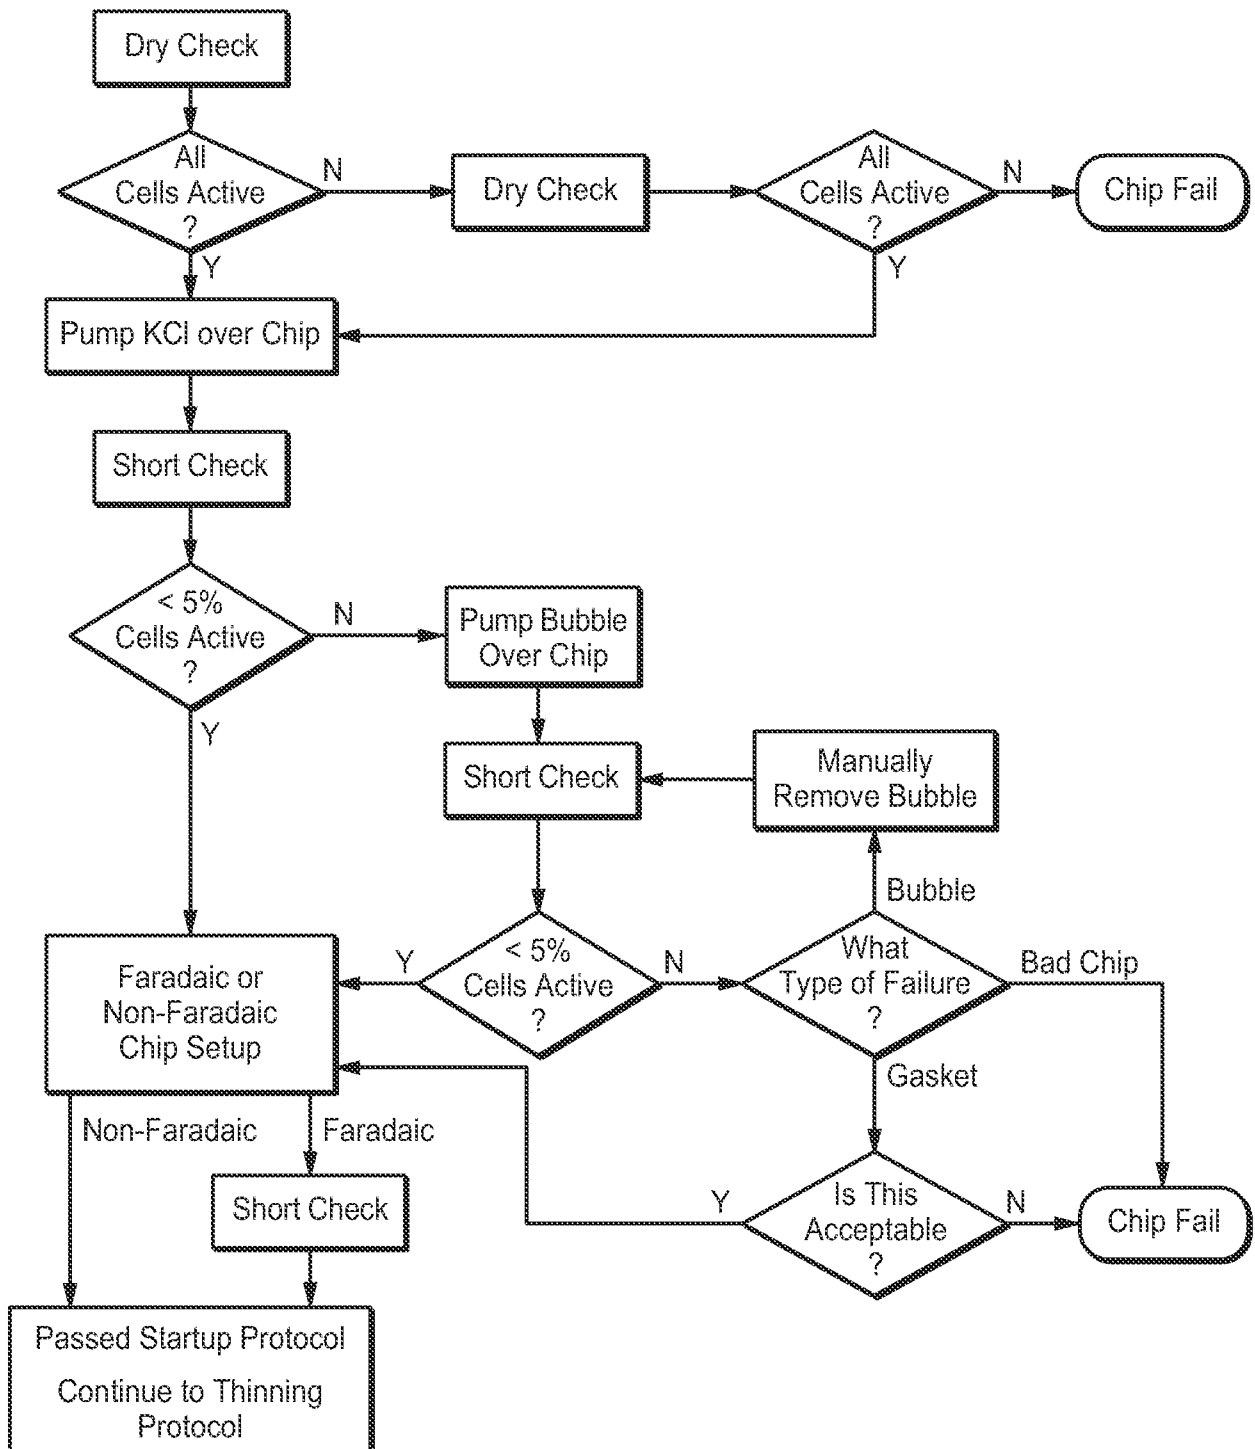 Dry Check
All
Cells Active
?
N
Dry Check
All
Cells Active
?
N
Chip Fail
Y
Y
Pump KCl over Chip
Short Check
< 5%
Cells Active
?
N
Pump Bubble
Over Chip
Y
Short Check
Manually
Remove Bubble
Bubble
< 5%
Cells Active
?
Y
N
What
Type of Failure
?
Bad Chip
Faradaic or
Non-Faradaic
Chip Setup
Gasket
Non-Faradaic
Faradaic
Short Check
Y
Is This
Acceptable
?
N
Chip Fail
Passed Startup Protocol
Continue to Thinning
Protocol